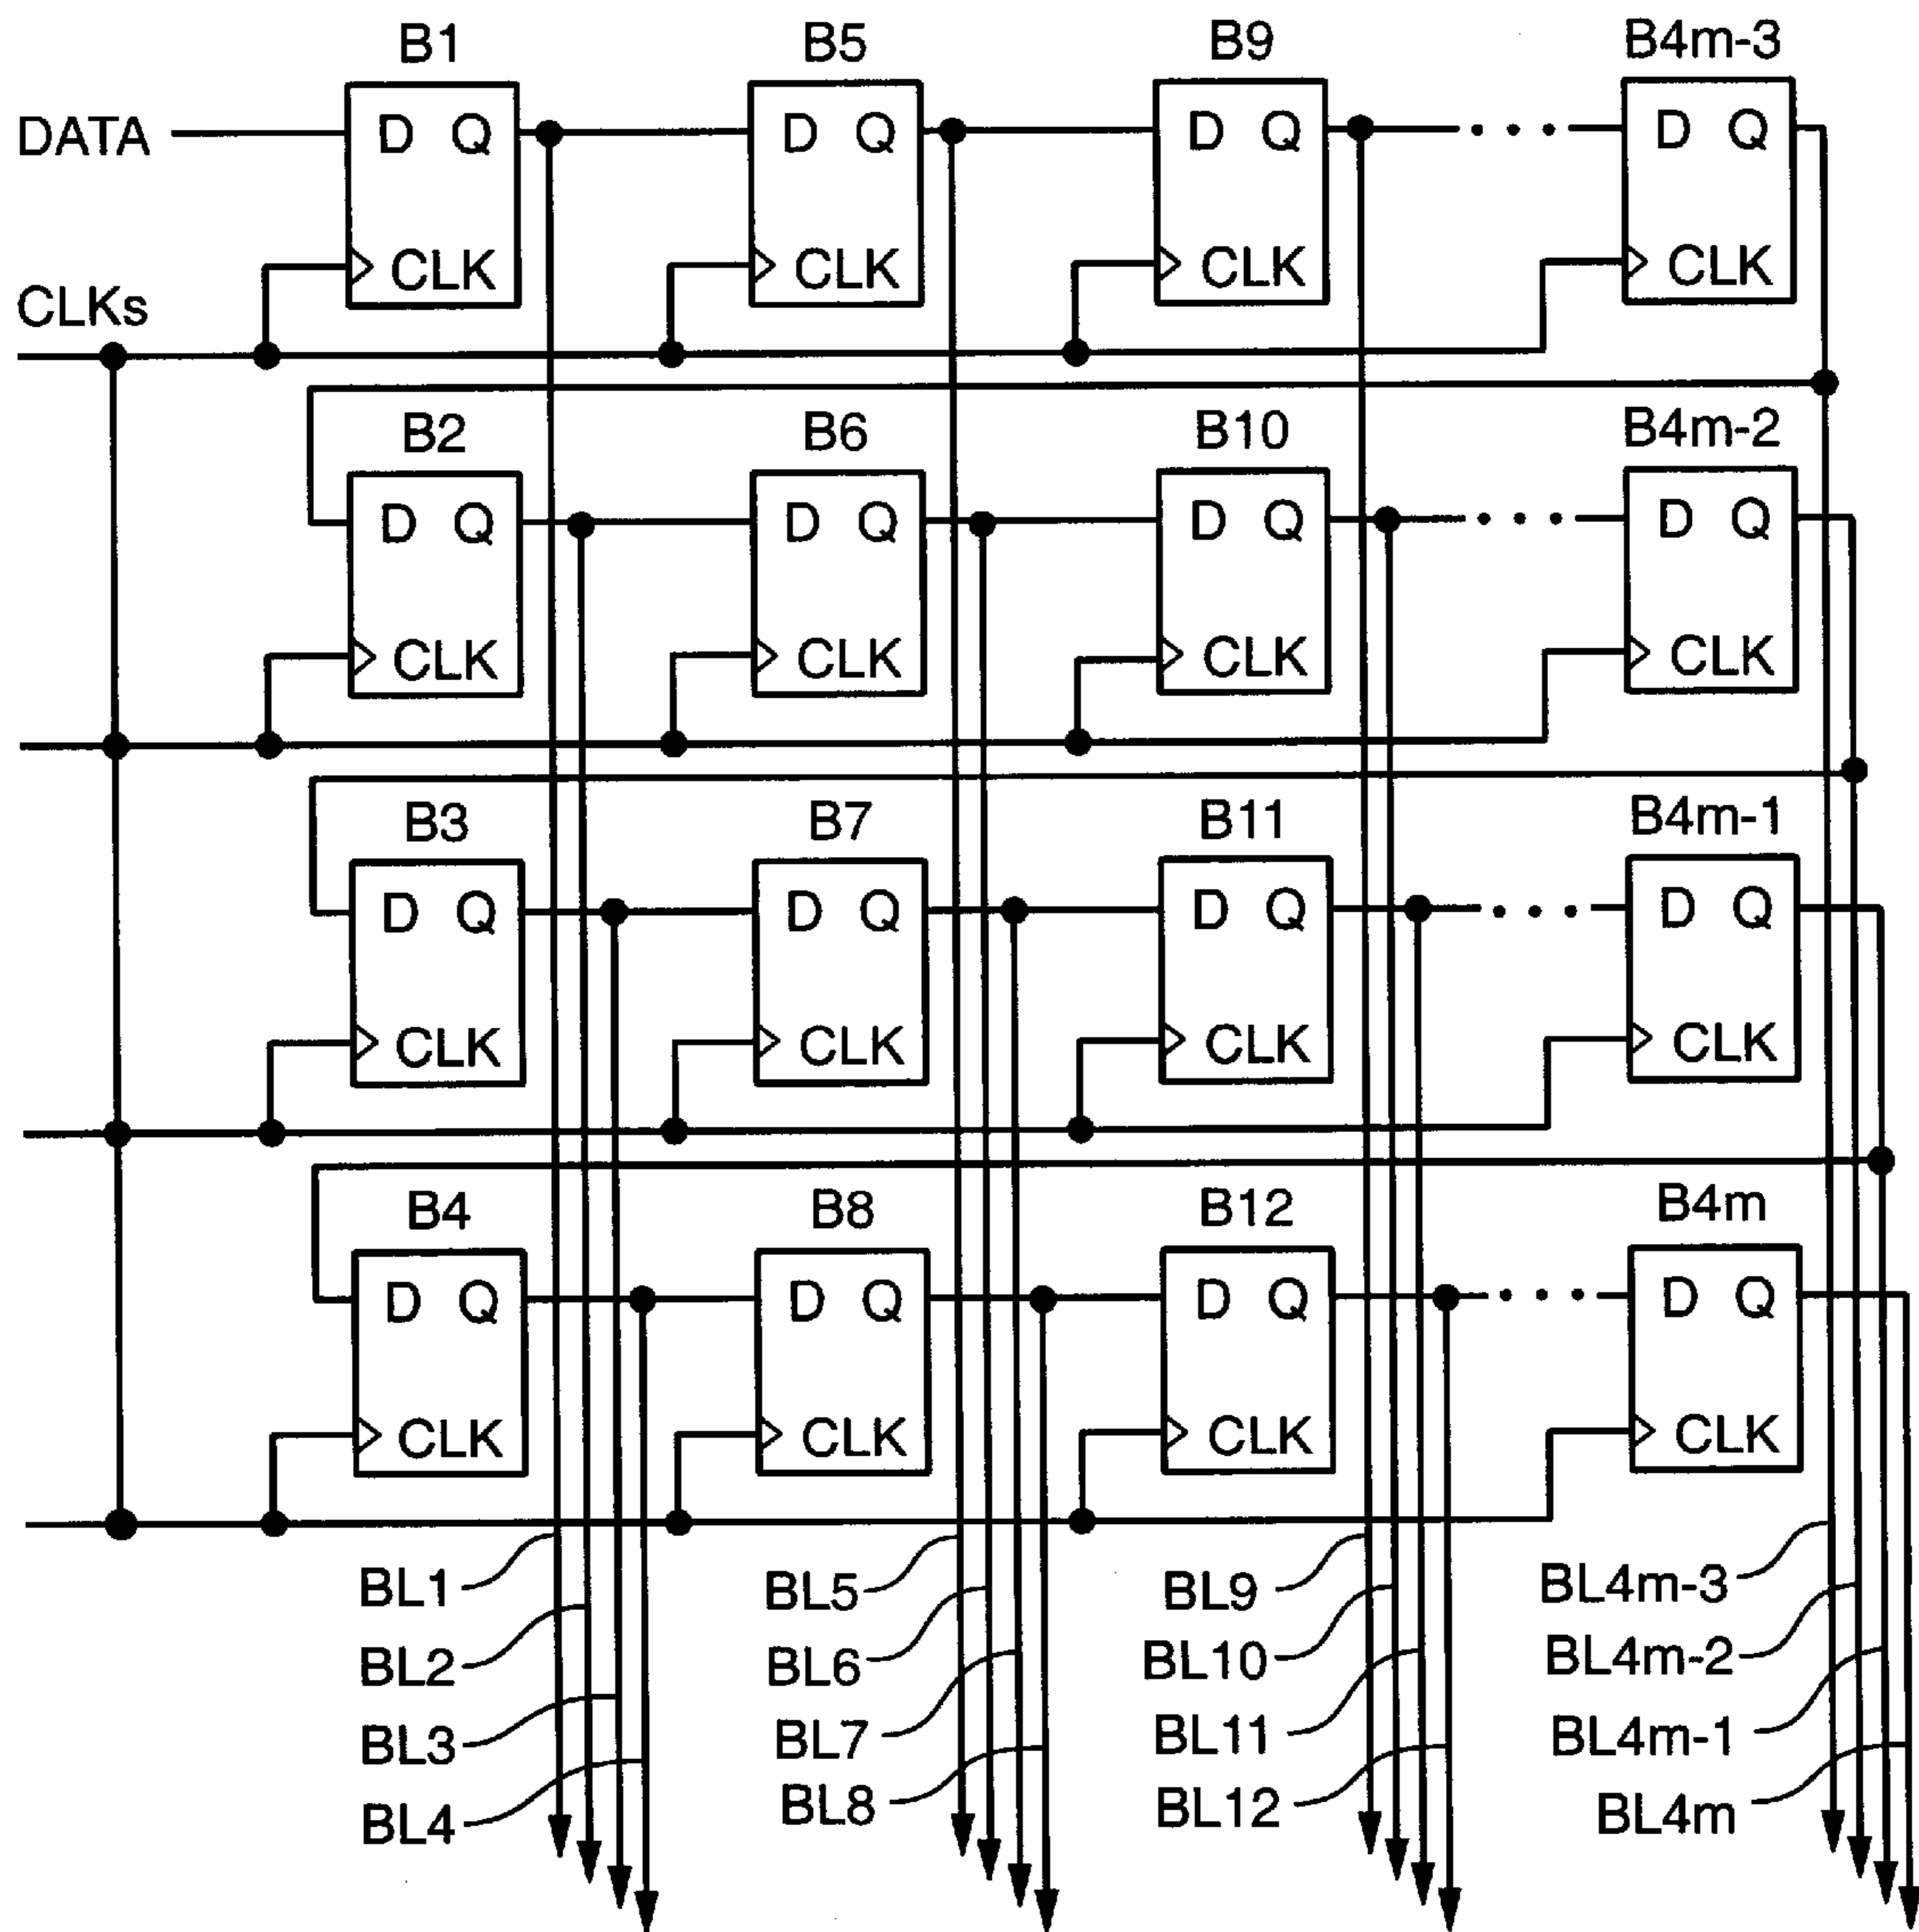 B1 B5 B9 B4m-3
DATA D Q D Q D Q D Q
CLK CLK CLK CLK
CLKs
B2 B6 B10 B4m-2
D Q D Q D Q D Q
CLK CLK CLK CLK
B3 B7 B11 B4m-1
D Q D Q D Q D Q
CLK CLK CLK CLK
B4 B8 B12 B4m
D Q D Q D Q D Q
CLK CLK CLK CLK
BL1 BL5 BL9 BL4m-3
BL2 BL6 BL10 BL4m-2
BL3 BL7 BL11 BL4m-1
BL4 BL8 BL12 BL4m